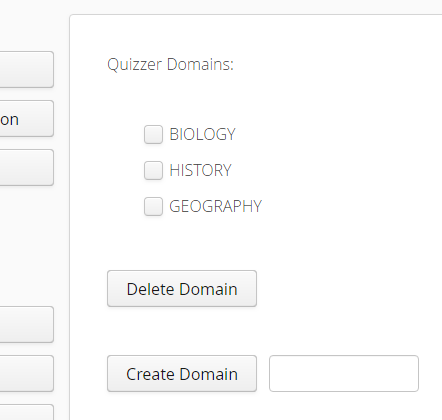 on
Quizzer Domains:
BIOLOGY
HISTORY
GEOGRAPHY
Delete Domain
Create Domain